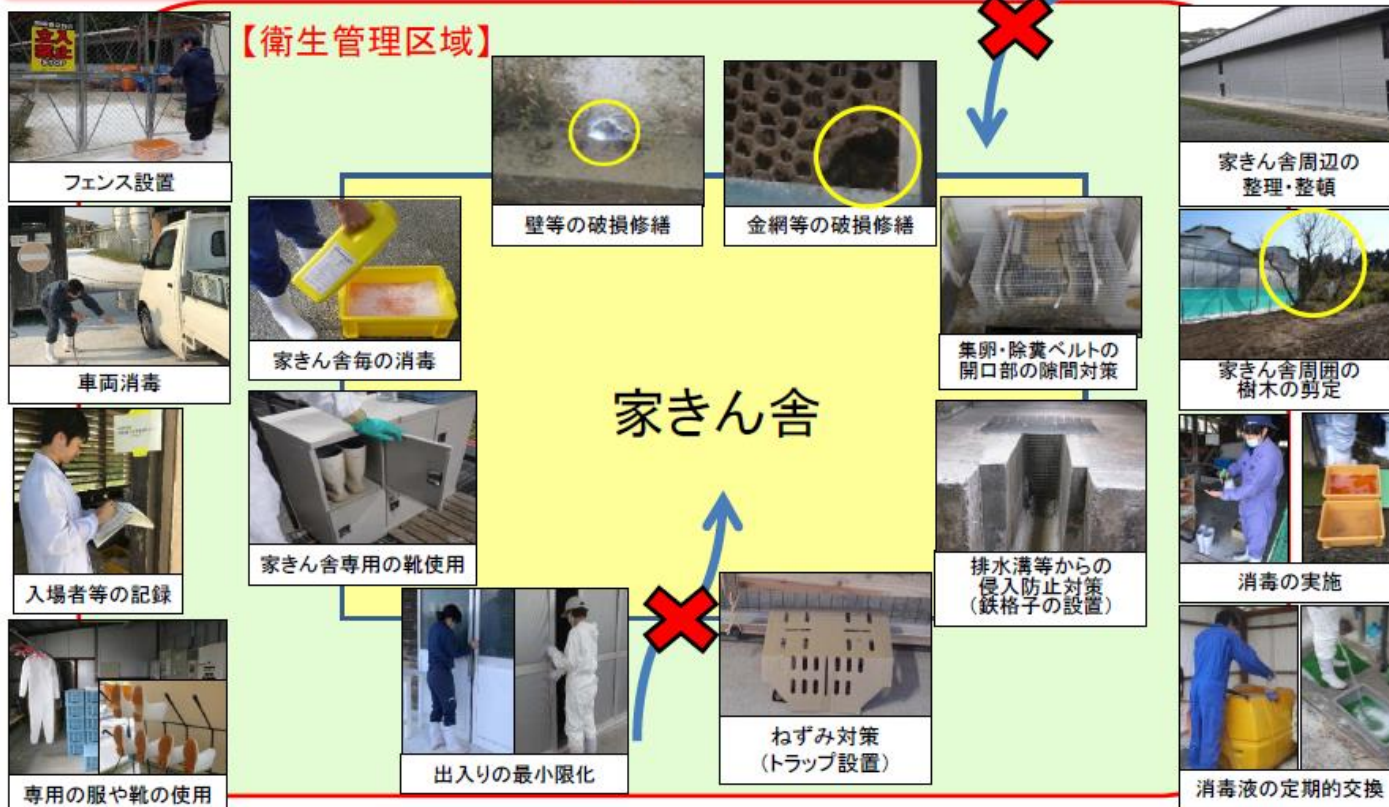 【衛生管理区域】
立入
禁止
フェンス設置
壁等の破損修繕
金網等の破損修繕
家きん舎周辺の
整理・整頓
車両消毒
家きん舎毎の消毒
集卵・除糞ベルトの
開口部の隙間対策
家きん舎周囲の
樹木の剪定
家きん舎
入場者等の記録
家きん舎専用の靴使用
排水溝等からの
侵入防止対策
(鉄格子の設置)
消毒の実施
専用の服や靴の使用
出入りの最小限化
ねずみ対策
(トラップ設置)
消毒液の定期的交換